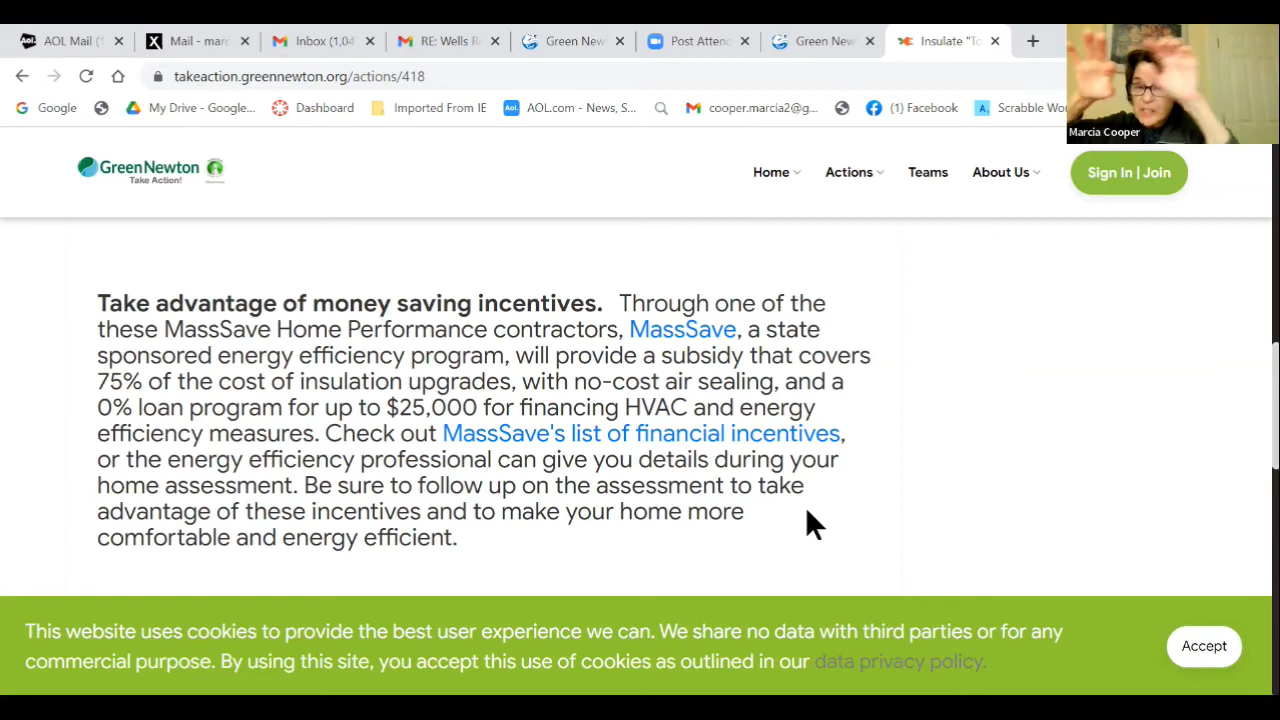 Aol.
AOL Mail (
X
Mail - marc
Inbox (1,04
RE: Wells R
Green New
Post Attend
Green New
Insulate "To
takeaction.greennewton.org/actions/418
Google
My Drive - Google...
Dashboard
Imported From IE
Aol.
AOL.com - News, S...
cooper.marcia2@g...
(1) Facebook
A.
Scrabble Wo
Marcia Cooper
GreenNewton
Take Action!
Home
Actions
Teams
About Us
Sign In | Join
Take advantage of money saving incentives. Through one of the
these MassSave Home Performance contractors, MassSave, a state
sponsored energy efficiency program, will provide a subsidy that covers
75% of the cost of insulation upgrades, with no-cost air sealing, and a
0% loan program for up to $25,000 for financing HVAC and energy
efficiency measures. Check out MassSave's list of financial incentives,
or the energy efficiency professional can give you details during your
home assessment. Be sure to follow up on the assessment to take
advantage of these incentives and to make your home more
comfortable and energy efficient.
This website uses cookies to provide the best user experience we can. We share no data with third parties or for any
commercial purpose. By using this site, you accept this use of cookies as outlined in our data privacy policy.
Accept